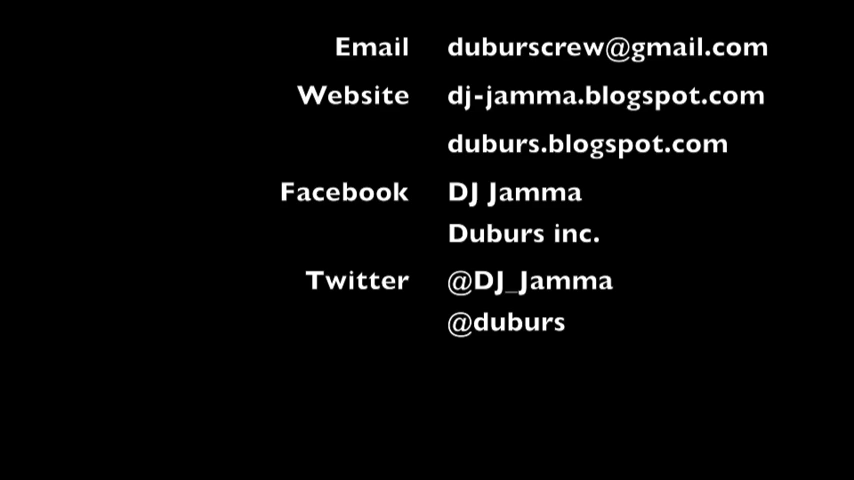 Email duburscrew@gmail.com
Website dj-jamma.blogspot.com
duburs.blogspot.com
Facebook DJ Jamma
Duburs inc.
Twitter @DJ_Jamma
@duburs